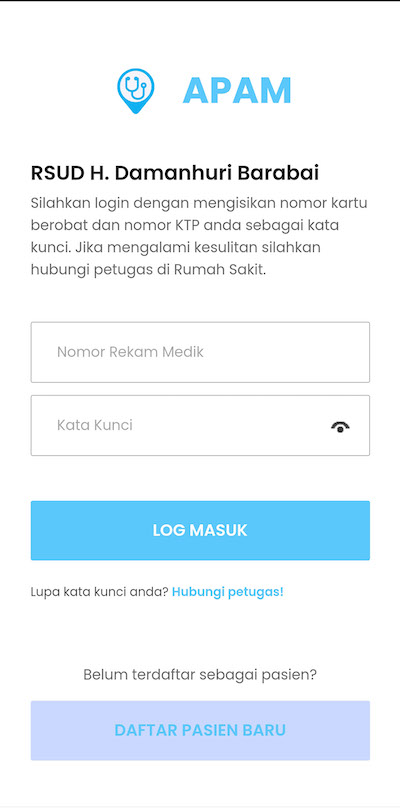 APAM
RSUD H. Damanhuri Barabai
Silahkan login dengan mengisikan nomor kartu
berobat dan nomor KTP anda sebagai kata
kunci. Jika mengalami kesulitan silahkan
hubungi petugas di Rumah Sakit.
Nomor Rekam Medik
Kata Kunci
LOG MASUK
Lupa kata kunci anda? Hubungi petugas!
Belum terdaftar sebagai pasien?
DAFTAR PASIEN BARU